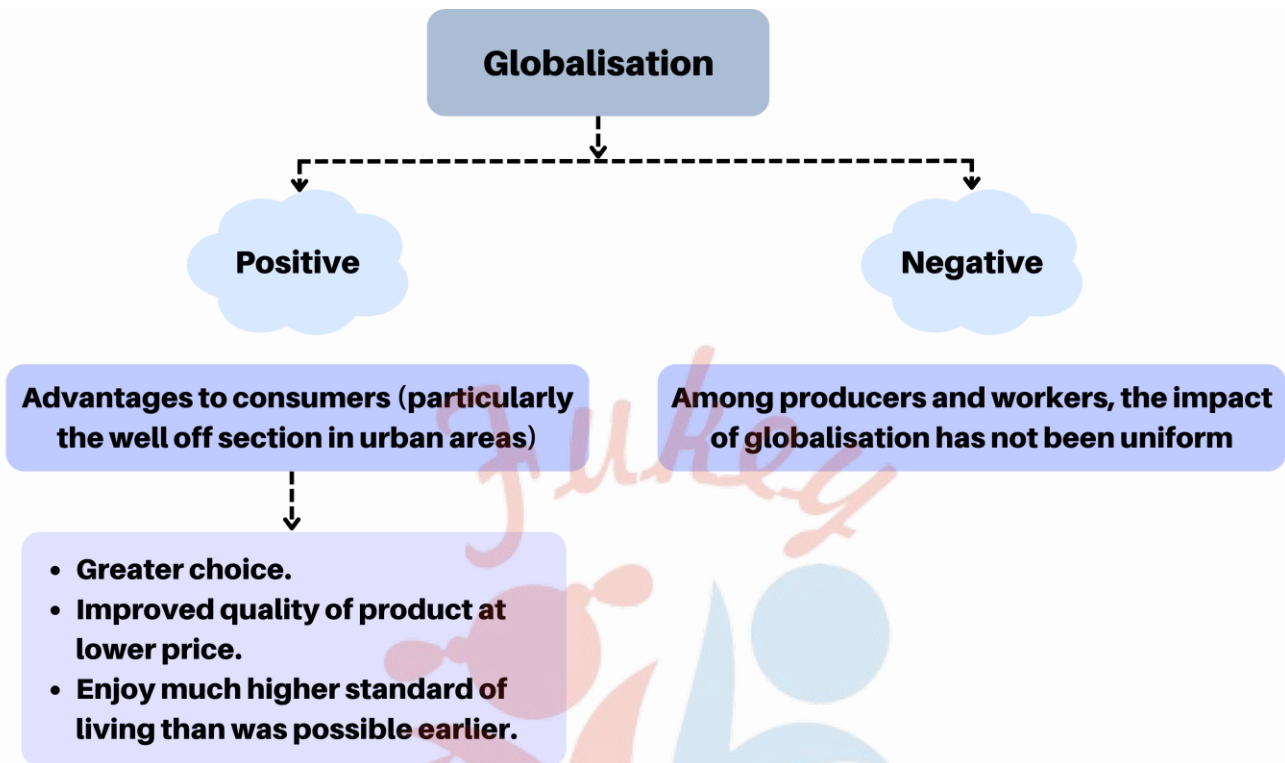 Globalisation
Positive
Negative
Advantages to consumers (particularly
the well off section in urban areas)
Among producers and workers, the impact
of globalisation has not been uniform
• Greater choice.
• Improved quality of product at
lower price.
• Enjoy much higher standard of
living than was possible earlier.
Jukey